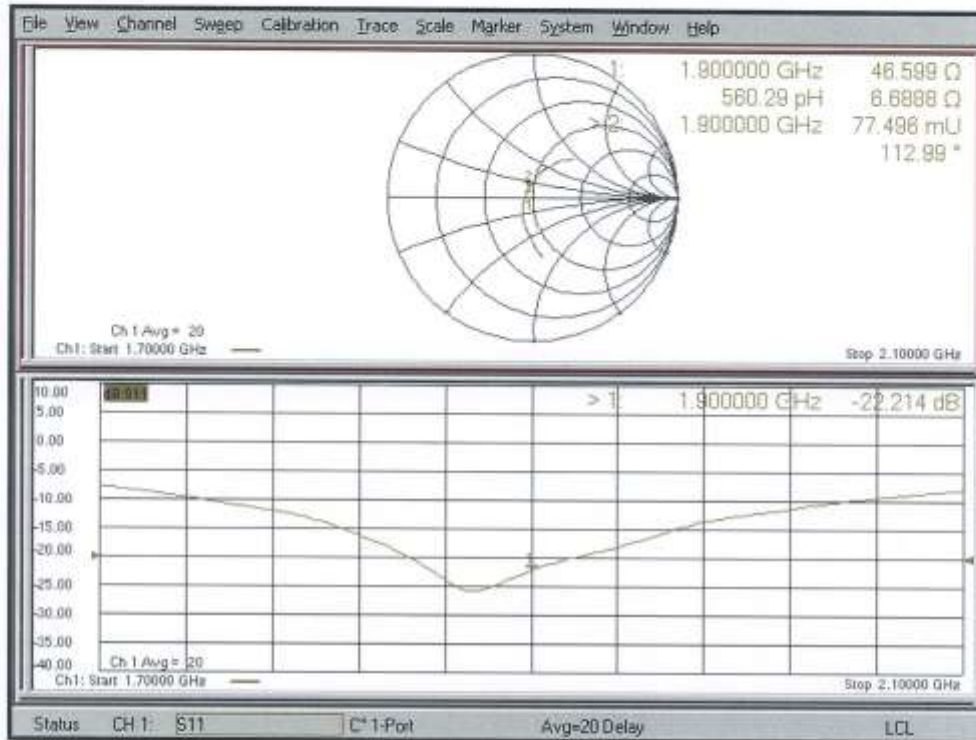 File View Channel Sweep Calibration Trace Scale Marker System Window Help
1: 1.900000 GHz 46.599 Ω
560.29 pH 6.6888 Ω
> 2: 1.900000 GHz 77.496 mU
112.99 °
Ch 1 Avg = 20
Ch1: Start 1.70000 GHz
Stop 2.10000 GHz
10.00
> 1: 1.900000 GHz -22.214 dB
5.00
0.00
-5.00
-10.00
-15.00
-20.00
1
-25.00
-30.00
-35.00
-40.00
Ch 1 Avg = 20
Ch1: Start 1.70000 GHz
Stop 2.10000 GHz
Status CH 1: S11 C* 1-Port Avg=20 Delay LCL